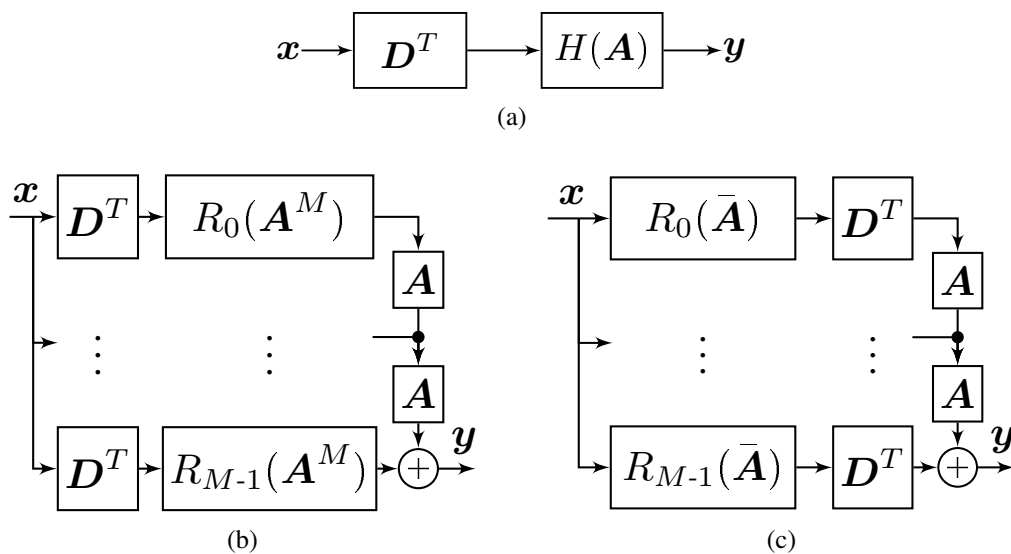 x D^T H(A) y
(a)
x D^T R_0(A^M)
A
⋮ ⋮
A
D^T R_{M-1}(A^M) + y
(b)
x R_0(Ā) D^T
A
⋮ ⋮
A
R_{M-1}(Ā) D^T + y
(c)